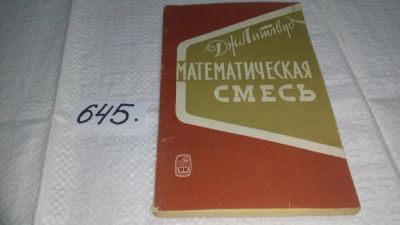 645.
Дж. Литлвуд
МАТЕМАТИЧЕСКАЯ
СМЕСЬ